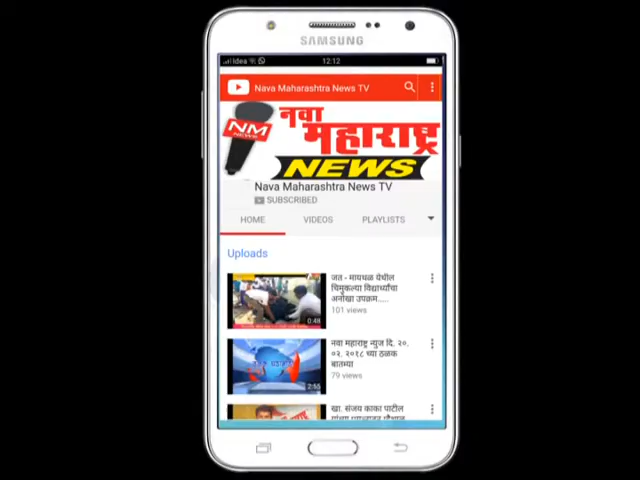 SAMSUNG
Idea
12:12
Nava Maharashtra News TV
नवा
महाराष्ट्र
NM
NEWS
NEWS
Nava Maharashtra News TV
SUBSCRIBED
HOME VIDEOS PLAYLISTS
Uploads
जत - मायथळ येथील
चिमुकल्या विद्यार्थ्यांचा
अनोखा उपक्रम.....
101 views
0:48
नवा महाराष्ट्र न्युज दि. २०.
०३. २०१८ च्या ठळक
बातम्या
79 views
2:55
खा. संजय काका पाटील